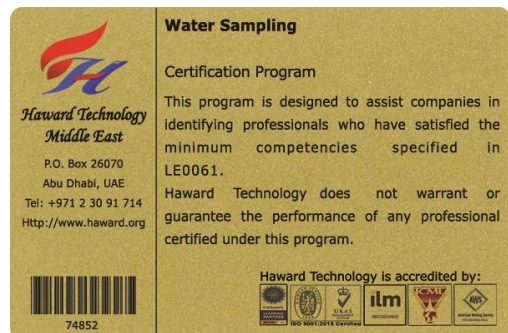 Haward Technology
Middle East
P.O. Box 26070
Abu Dhabi, UAE
Tel: +971 2 30 91 714
Http://www.haward.org
74852
Water Sampling
Certification Program
This program is designed to assist companies in
identifying professionals who have satisfied the
minimum competencies specified in
LE0061.
Haward Technology does not warrant or
guarantee the performance of any professional
certified under this program.
Haward Technology is accredited by:
UKAS
ilm
RECOGNISED
AWS
ISO 9001:2015 Certified